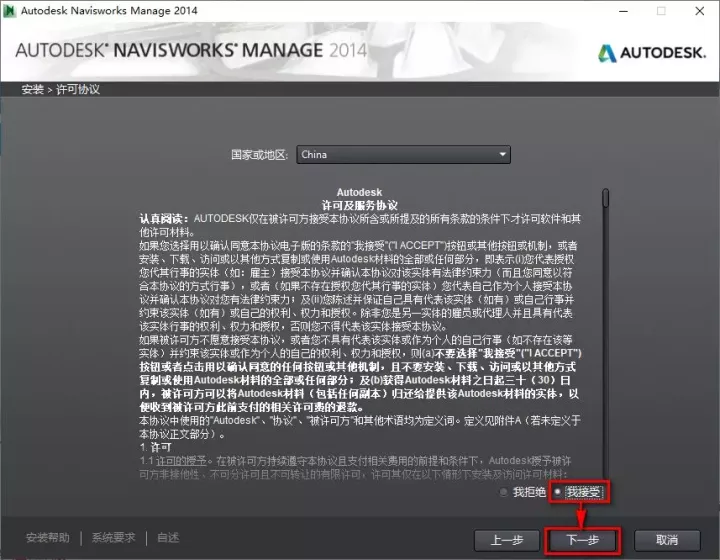 Autodesk Navisworks Manage 2014
AUTODESK® NAVISWORKS® MANAGE 2014
AUTODESK.
安装 > 许可协议
国家或地区: China
Autodesk
许可及服务协议
认真阅读：AUTODESK仅在被许可方接受本协议所含或所提及的所有条款的条件下才许可软件和其
他许可材料。
如果您选择用以确认同意本协议电子版的条款的"我接受"("I ACCEPT")按钮或其他按钮或机制，或者
安装、下载、访问或以其他方式复制或使用Autodesk材料的全部或任何部分，即表示(i)您代表授权
您代其行事的实体（如：雇主）接受本协议并确认本协议对该实体有法律约束力（而且您同意以符
合本协议的方式行事），或者（如果不存在授权您代其行事的实体）您代表自己作为个人接受本协
议并确认本协议对您有法律约束力；及(ii)您陈述并保证自己具有代表该实体（如有）或自己行事并
约束该实体（如有）或自己的权利、权力和授权。除非您是另一实体的雇员或代理人并且具有代表
该实体行事的权利、权力和授权，否则您不得代表该实体接受本协议。
如果被许可方不愿意接受本协议，或者您不具有代表该实体或作为个人的自己行事（如不存在该等
实体）并约束该实体或作为个人的自己的权利、权力和授权，则(a)不要选择"我接受"("I ACCEPT")
按钮或者点击用以确认同意的任何按钮或其他机制，且不要安装、下载、访问或以其他方式
复制或使用Autodesk材料的全部或任何部分；及(b)获得Autodesk材料之日起三十（30）日
内，被许可方可以将Autodesk材料（包括任何副本）归还给提供该Autodesk材料的实体，以
便收到被许可方此前支付的相关许可费的退款。
本协议中使用的"Autodesk"、"协议"、"被许可方"和其他术语均为定义词。定义见附件A（若未定义于
本协议正文部分）。
1. 许可
1.1 许可的授予。在被许可方持续遵守本协议且支付相关费用的前提和条件下，Autodesk授予被许
可方非排他性、不可分许可且不可转让的有限许可，许可其仅在以下情形下安装及访问许可材料：
我拒绝 我接受
安装帮助 | 系统要求 | 自述
上一步 下一步 取消